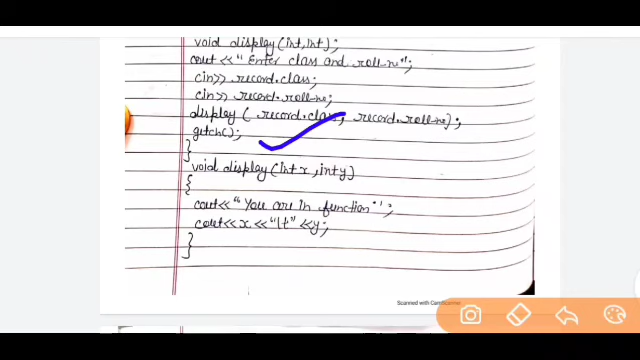 void display(int,int);
cout<<"Enter class and roll-no";
cin>> record.class;
cin>> record.roll-no;
display ( record.class, record.roll-no);
getch();
}
void display(int x, int y)
{
cout<<"You are in function";
cout<<x<<"\t"<<y;
}
Scanned with CamScanner